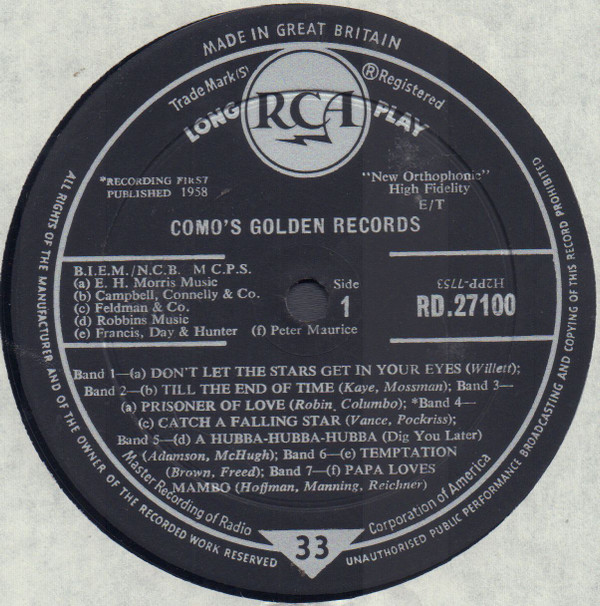 MADE IN GREAT BRITAIN
Trade Mark(S)
®Registered
LONG
RCA
PLAY
*RECORDING FIRST
PUBLISHED 1958
"New Orthophonic"
High Fidelity
E/T
COMO'S GOLDEN RECORDS
B.I.E.M./N.C.B. M C.P.S.
(a) E. H. Morris Music
(b) Campbell, Connelly & Co.
(c) Feldman & Co.
(d) Robbins Music
(e) Francis, Day & Hunter (f) Peter Maurice
Side
1
H2PP-7753
RD.27100
Band 1—(a) DON'T LET THE STARS GET IN YOUR EYES (Willett);
Band 2—(b) TILL THE END OF TIME (Kaye, Mossman); Band 3—
(a) PRISONER OF LOVE (Robin, Columbo); *Band 4—
(c) CATCH A FALLING STAR (Vance, Pockriss);
Band 5—(d) A HUBBA-HUBBA-HUBBA (Dig You Later)
(Adamson, McHugh); Band 6—(e) TEMPTATION
(Brown, Freed); Band 7—(f) PAPA LOVES
MAMBO (Hoffman, Manning, Reichner)
Master Recording of Radio
Corporation of America
33
ALL RIGHTS OF THE MANUFACTURER AND OF THE OWNER OF THE RECORDED WORK RESERVED
UNAUTHORISED PUBLIC PERFORMANCE BROADCASTING AND COPYING OF THIS RECORD PROHIBITED